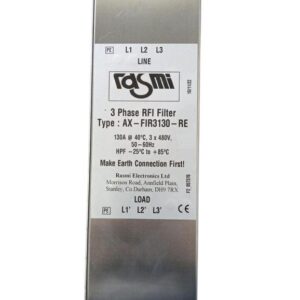 PE L1 L2 L3
LINE
rasmi
3 Phase RFI Filter
Type : AX-FIR3130-RE
130A @ 40°C, 3 x 480V,
50-60Hz
HPF -25°C to +85°C
Make Earth Connection First!
Rasmi Electronics Ltd
Morrison Road, Annfield Plain,
Stanley, Co.Durham, DH9 7RX
LOAD
PE L1' L2' L3' CE